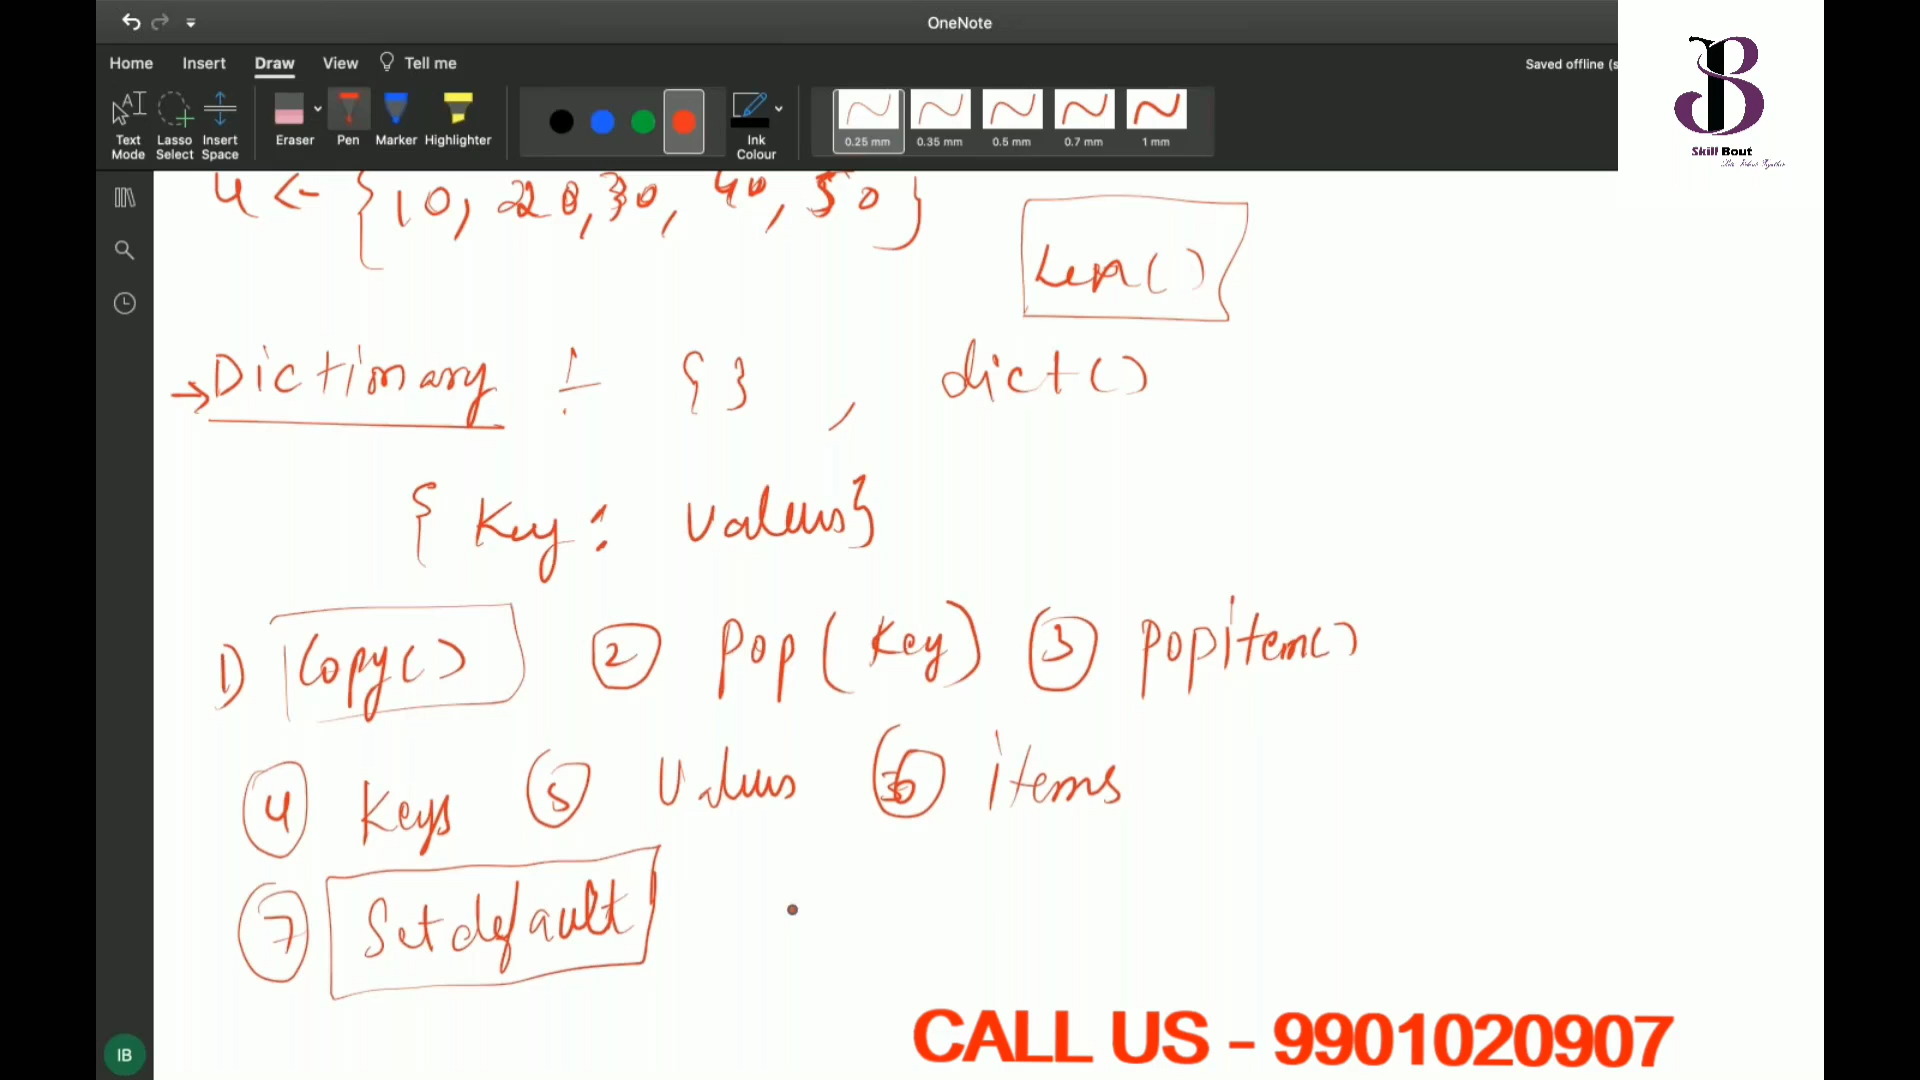 OneNote
Home Insert Draw View Tell me
Saved offline (s
Text Mode Lasso Select Insert Space Eraser Pen Marker Highlighter Ink Colour 0.25 mm 0.35 mm 0.5 mm 0.7 mm 1 mm
Skill Bout
4 ← {10, 20, 30, 40, 50}
Len()
→ Dictionary ÷ { } , dict()
{ Key : Values }
1) Copy() 2 Pop (Key) 3 PopItem()
4 Keys 5 Values 6 items
7 Setdefault
IB
CALL US - 9901020907